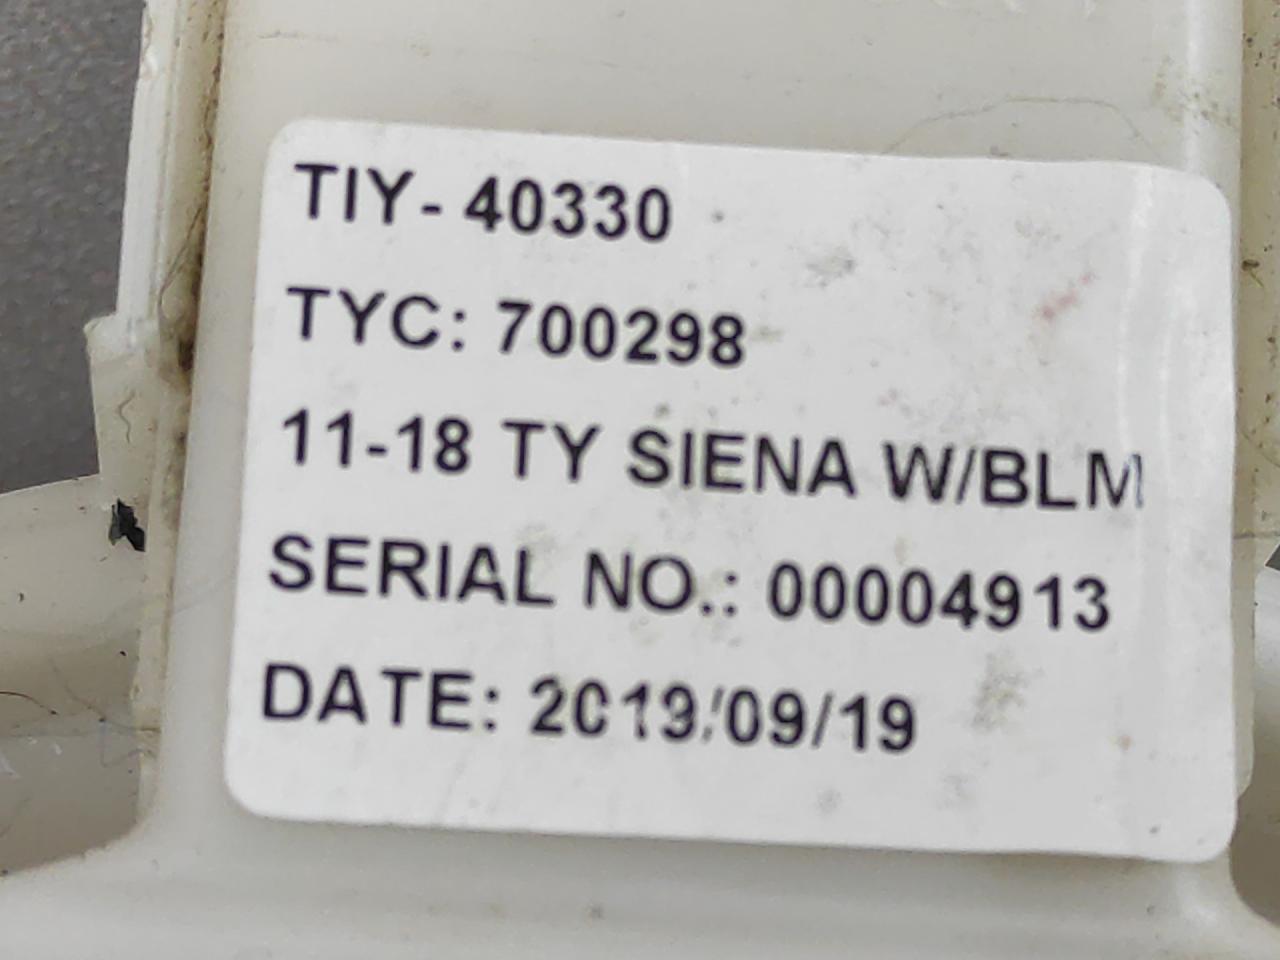 TIY- 40330
TYC: 700298
11-18 TY SIENA W/BLM
SERIAL NO.: 00004913
DATE: 2019/09/19